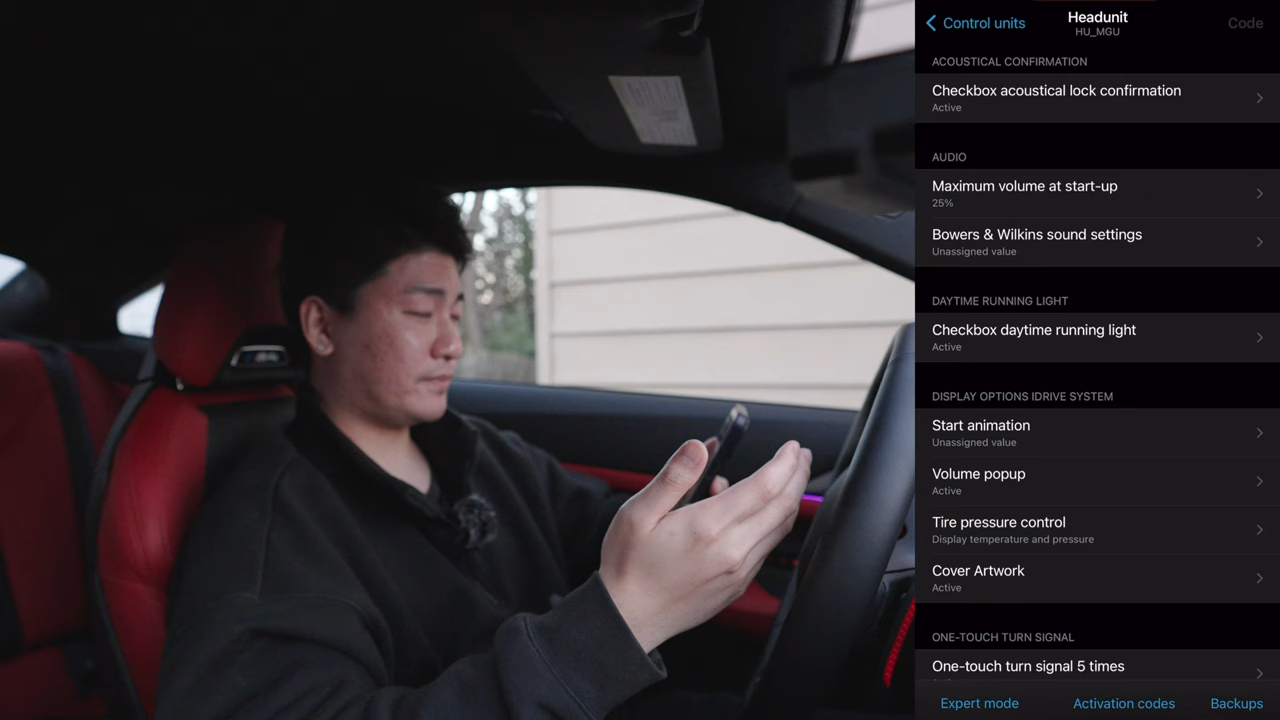 Control units
Headunit
Code
HU_MGU
ACOUSTICAL CONFIRMATION
Checkbox acoustical lock confirmation
Active
AUDIO
Maximum volume at start-up
25%
Bowers & Wilkins sound settings
Unassigned value
DAYTIME RUNNING LIGHT
Checkbox daytime running light
Active
DISPLAY OPTIONS IDRIVE SYSTEM
Start animation
Unassigned value
Volume popup
Active
Tire pressure control
Display temperature and pressure
Cover Artwork
Active
ONE-TOUCH TURN SIGNAL
One-touch turn signal 5 times
Expert mode
Activation codes
Backups
M4